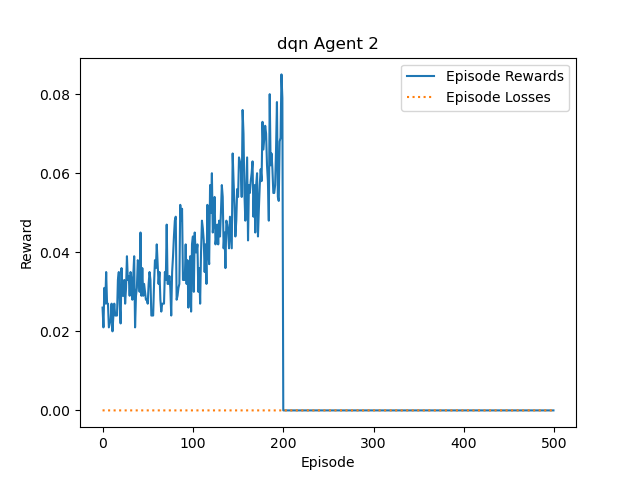 dqn Agent 2
Episode Rewards
Episode Losses
Reward
0.08
0.06
0.04
0.02
0.00
0 100 200 300 400 500
Episode